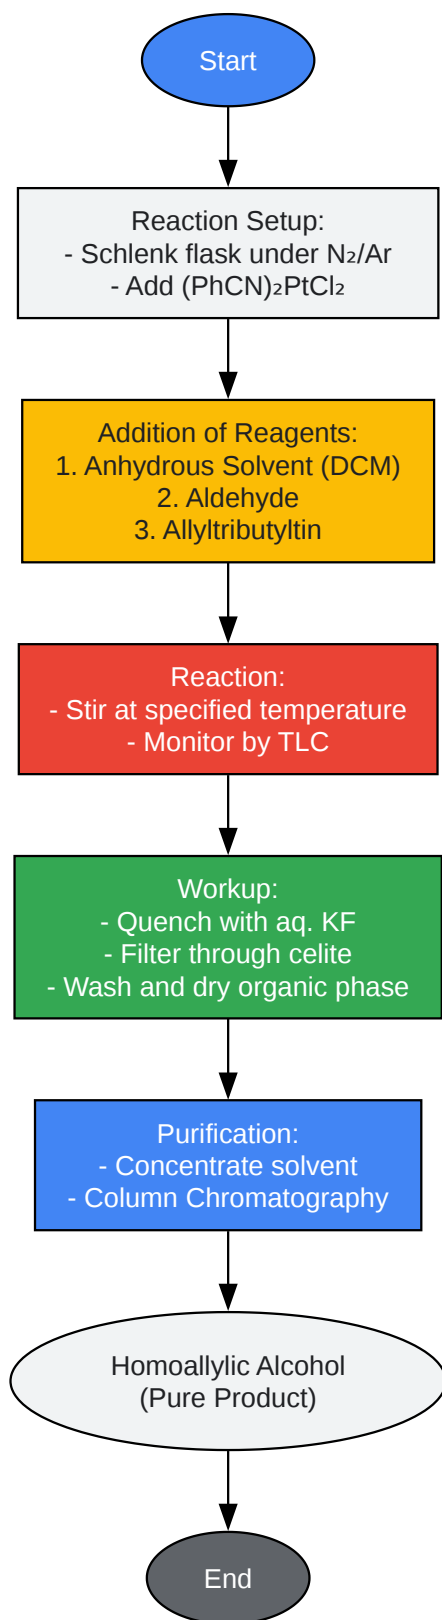 Start
Reaction Setup:
- Schlenk flask under N₂/Ar
- Add (PhCN)₂PtCl₂
Addition of Reagents:
1. Anhydrous Solvent (DCM)
2. Aldehyde
3. Allyltributyltin
Reaction:
- Stir at specified temperature
- Monitor by TLC
Workup:
- Quench with aq. KF
- Filter through celite
- Wash and dry organic phase
Purification:
- Concentrate solvent
- Column Chromatography
Homoallylic Alcohol
(Pure Product)
End